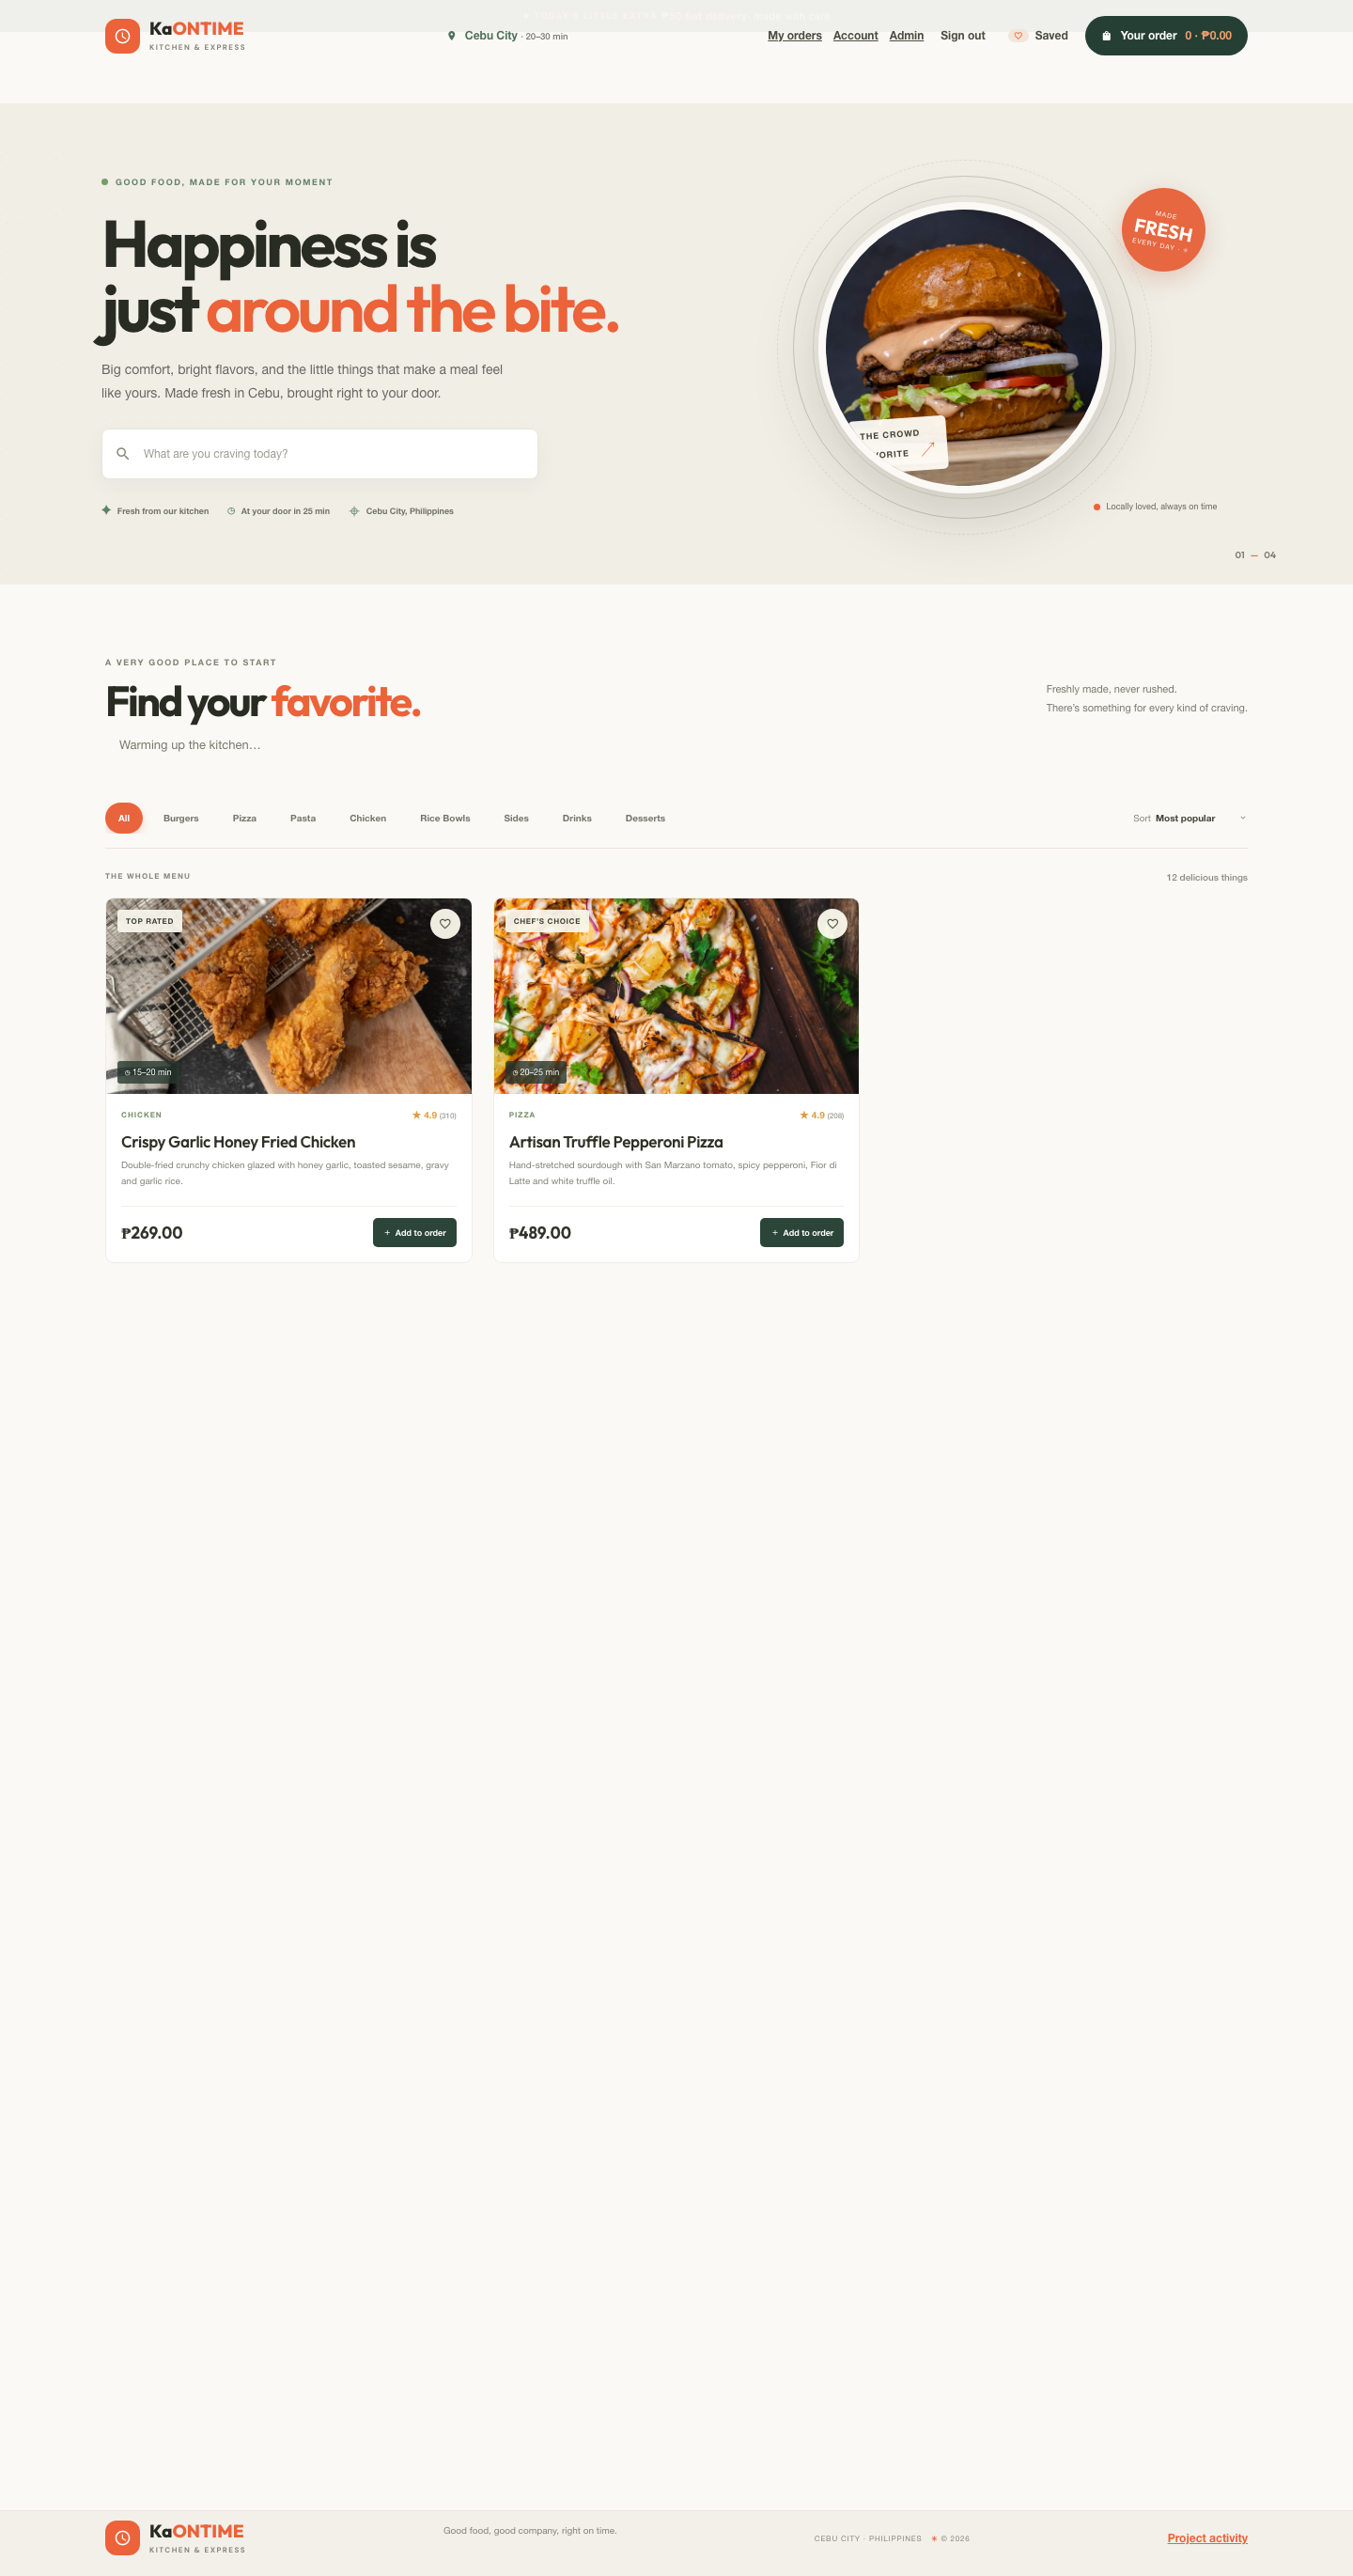 KaONTIME
KITCHEN & EXPRESS
Cebu City · 20–30 min
My orders Account Admin Sign out Saved Your order 0 · ₱0.00
GOOD FOOD, MADE FOR YOUR MOMENT
Happiness is
just around the bite.
Big comfort, bright flavors, and the little things that make a meal feel
like yours. Made fresh in Cebu, brought right to your door.
What are you craving today?
Fresh from our kitchen At your door in 25 min Cebu City, Philippines
MADE
FRESH
EVERY DAY ·
THE CROWD
Locally loved, always on time
01 — 04
A VERY GOOD PLACE TO START
Find your favorite.
Warming up the kitchen…
Freshly made, never rushed.
There's something for every kind of craving.
All Burgers Pizza Pasta Chicken Rice Bowls Sides Drinks Desserts
Sort Most popular
THE WHOLE MENU
12 delicious things
TOP RATED
15–20 min
CHICKEN ★ 4.9 (310)
Crispy Garlic Honey Fried Chicken
Double-fried crunchy chicken glazed with honey garlic, toasted sesame, gravy
and garlic rice.
₱269.00 + Add to order
CHEF'S CHOICE
20–25 min
PIZZA ★ 4.9 (208)
Artisan Truffle Pepperoni Pizza
Hand-stretched sourdough with San Marzano tomato, spicy pepperoni, Fior di
Latte and white truffle oil.
₱489.00 + Add to order
KaONTIME
KITCHEN & EXPRESS
Good food, good company, right on time.
CEBU CITY · PHILIPPINES ✷ © 2026
Project activity